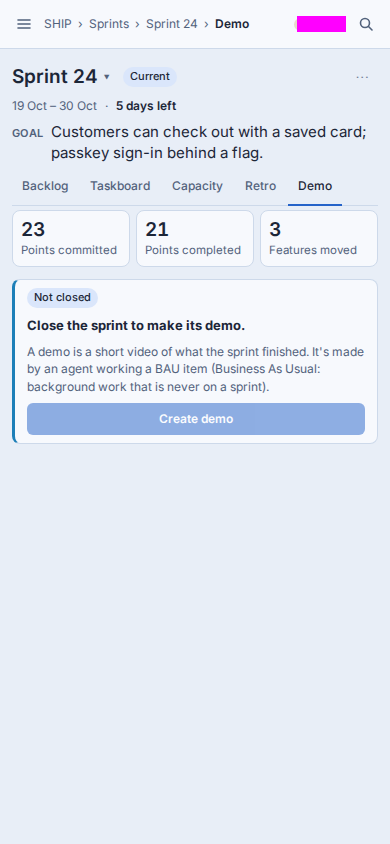 SHIP › Sprints › Sprint 24 › Demo
Sprint 24 ▾ Current ...
19 Oct – 30 Oct · 5 days left
GOAL Customers can check out with a saved card;
passkey sign-in behind a flag.
Backlog Taskboard Capacity Retro Demo
23 21 3
Points committed Points completed Features moved
Not closed
Close the sprint to make its demo.
A demo is a short video of what the sprint finished. It's made
by an agent working a BAU item (Business As Usual:
background work that is never on a sprint).
Create demo